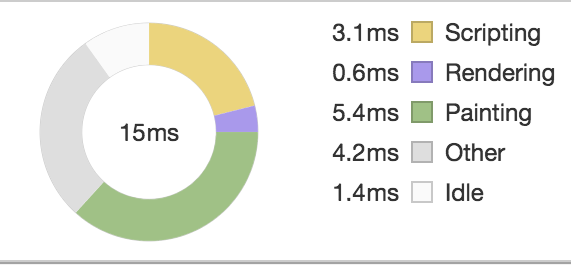 15ms
3.1ms Scripting
0.6ms Rendering
5.4ms Painting
4.2ms Other
1.4ms Idle